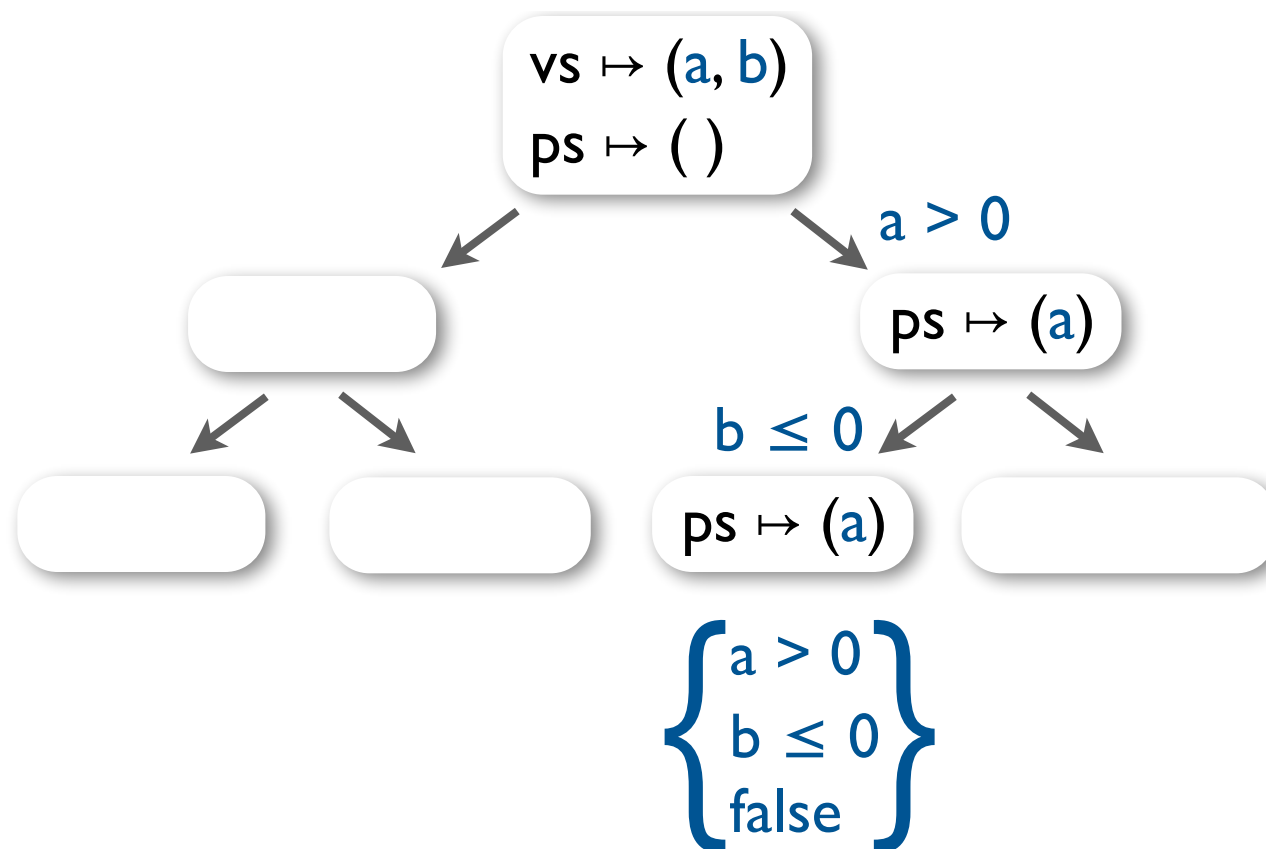 vs ↦ (a, b)
ps ↦ ( )
a > 0
ps ↦ (a)
b ≤ 0
ps ↦ (a)
a > 0
b ≤ 0
false